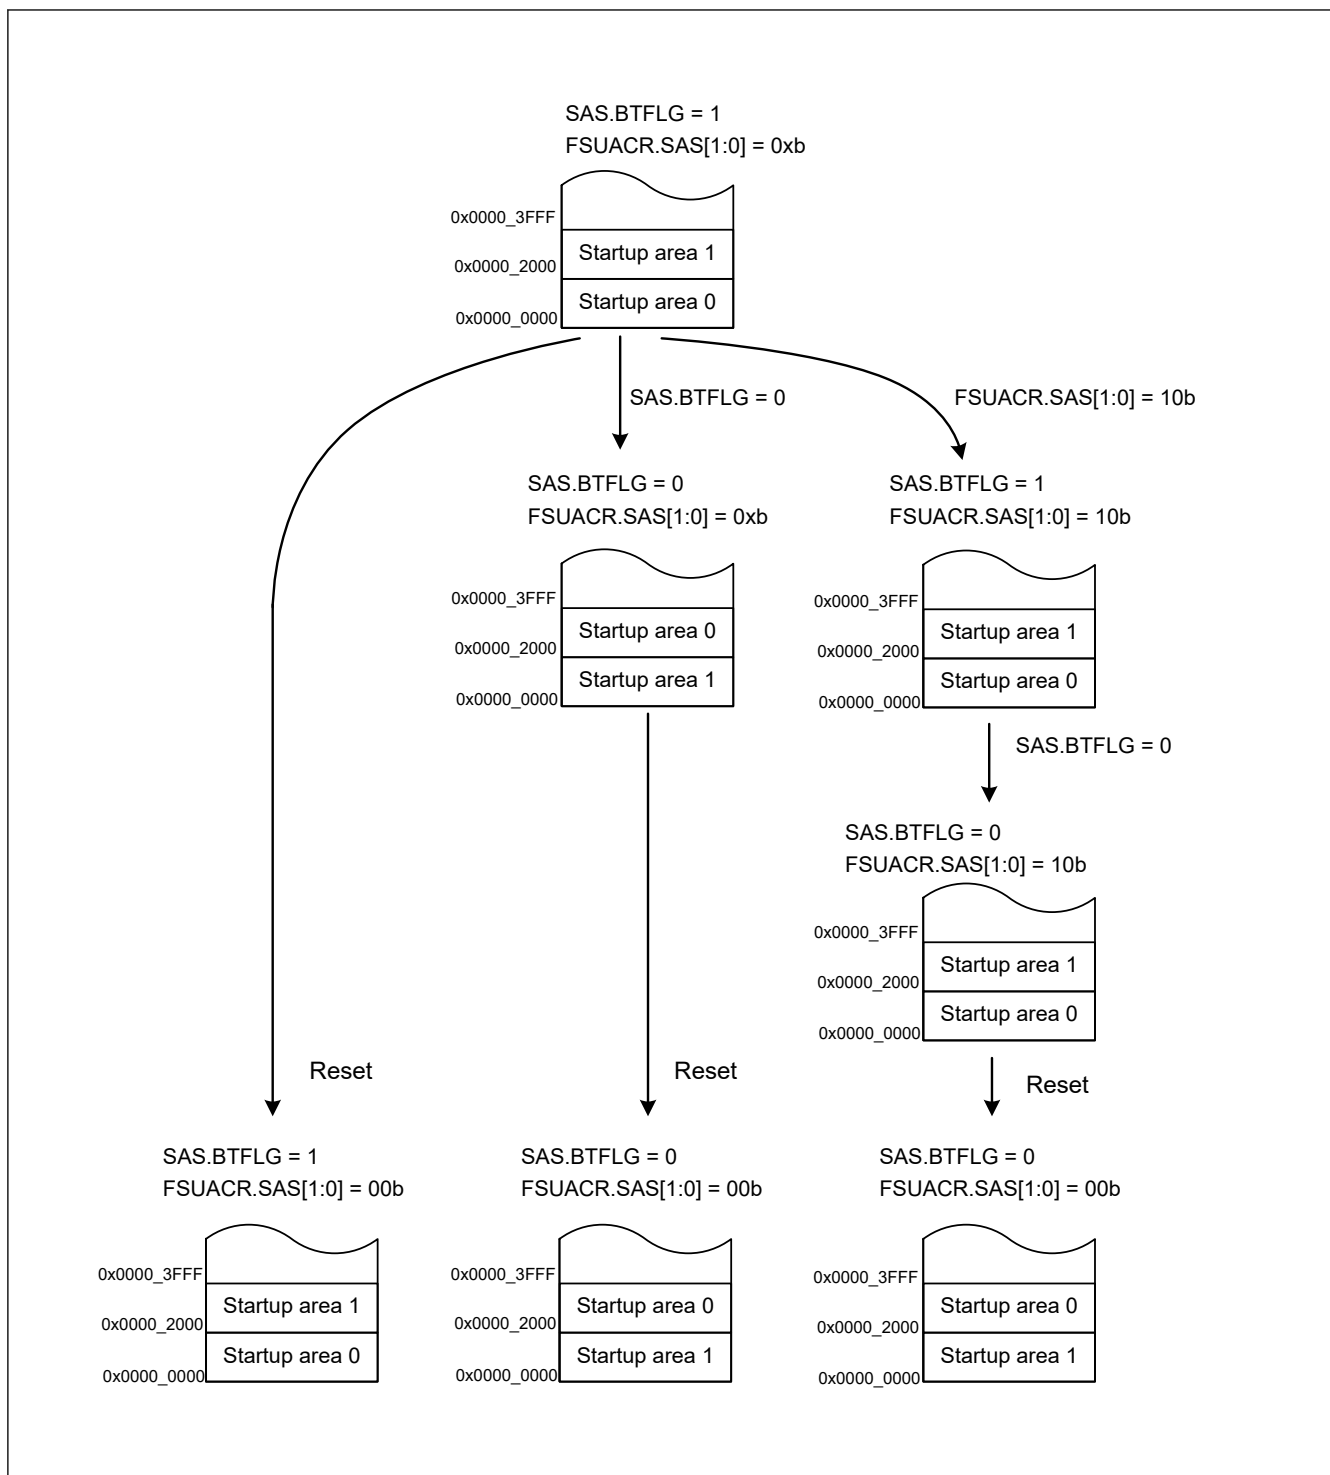 SAS.BTFLG = 1
FSUACR.SAS[1:0] = 0xb
0x0000_3FFF
Startup area 1
0x0000_2000
Startup area 0
0x0000_0000
SAS.BTFLG = 0
FSUACR.SAS[1:0] = 10b
SAS.BTFLG = 0
FSUACR.SAS[1:0] = 0xb
0x0000_3FFF
Startup area 0
0x0000_2000
Startup area 1
0x0000_0000
SAS.BTFLG = 1
FSUACR.SAS[1:0] = 10b
0x0000_3FFF
Startup area 1
0x0000_2000
Startup area 0
0x0000_0000
SAS.BTFLG = 0
SAS.BTFLG = 0
FSUACR.SAS[1:0] = 10b
0x0000_3FFF
Startup area 1
0x0000_2000
Startup area 0
0x0000_0000
Reset
Reset
Reset
SAS.BTFLG = 1
FSUACR.SAS[1:0] = 00b
0x0000_3FFF
Startup area 1
0x0000_2000
Startup area 0
0x0000_0000
SAS.BTFLG = 0
FSUACR.SAS[1:0] = 00b
0x0000_3FFF
Startup area 0
0x0000_2000
Startup area 1
0x0000_0000
SAS.BTFLG = 0
FSUACR.SAS[1:0] = 00b
0x0000_3FFF
Startup area 0
0x0000_2000
Startup area 1
0x0000_0000